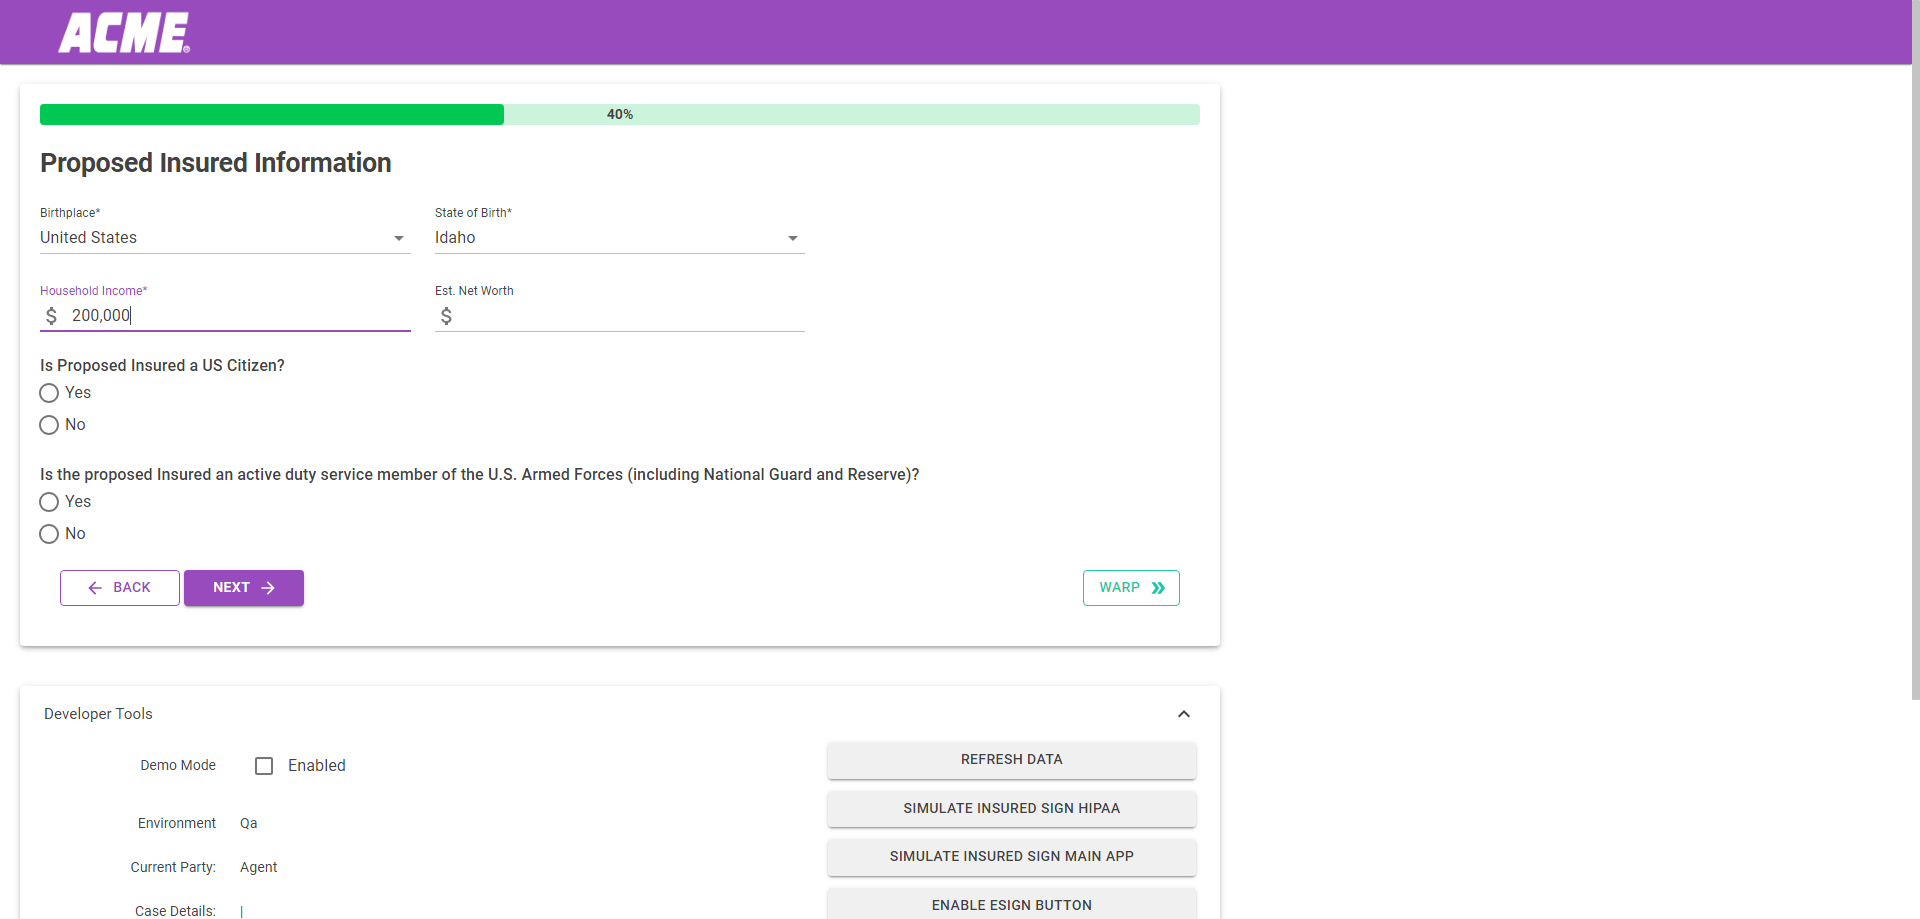 ACME®
40%
Proposed Insured Information
Birthplace* State of Birth*
United States Idaho
Household Income* Est. Net Worth
$ 200,000 $
Is Proposed Insured a US Citizen?
Yes
No
Is the proposed Insured an active duty service member of the U.S. Armed Forces (including National Guard and Reserve)?
Yes
No
BACK NEXT WARP
Developer Tools
Demo Mode Enabled
REFRESH DATA
SIMULATE INSURED SIGN HIPAA
Environment Qa
SIMULATE INSURED SIGN MAIN APP
Current Party: Agent
ENABLE ESIGN BUTTON
Case Details: |